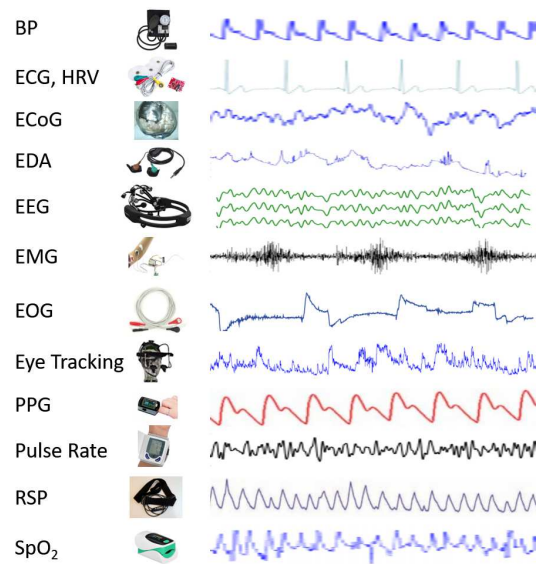 BP
ECG, HRV
ECoG
EDA
EEG
EMG
EOG
Eye Tracking
PPG
Pulse Rate
RSP
SpO₂